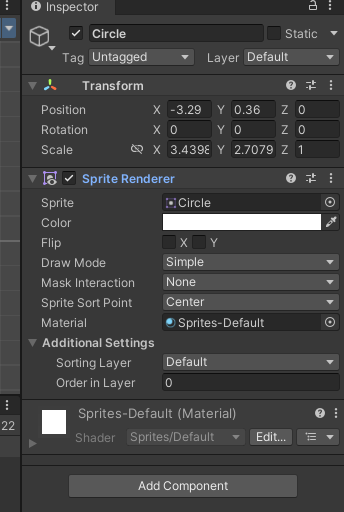 Inspector
Circle
Static
Tag Untagged Layer Default
Transform
Position X -3.29 Y 0.36 Z 0
Rotation X 0 Y 0 Z 0
Scale X 3.4398 Y 2.7079 Z 1
Sprite Renderer
Sprite Circle
Color
Flip X Y
Draw Mode Simple
Mask Interaction None
Sprite Sort Point Center
Material Sprites-Default
Additional Settings
Sorting Layer Default
Order in Layer 0
22
Sprites-Default (Material)
Shader Sprites/Default Edit...
Add Component